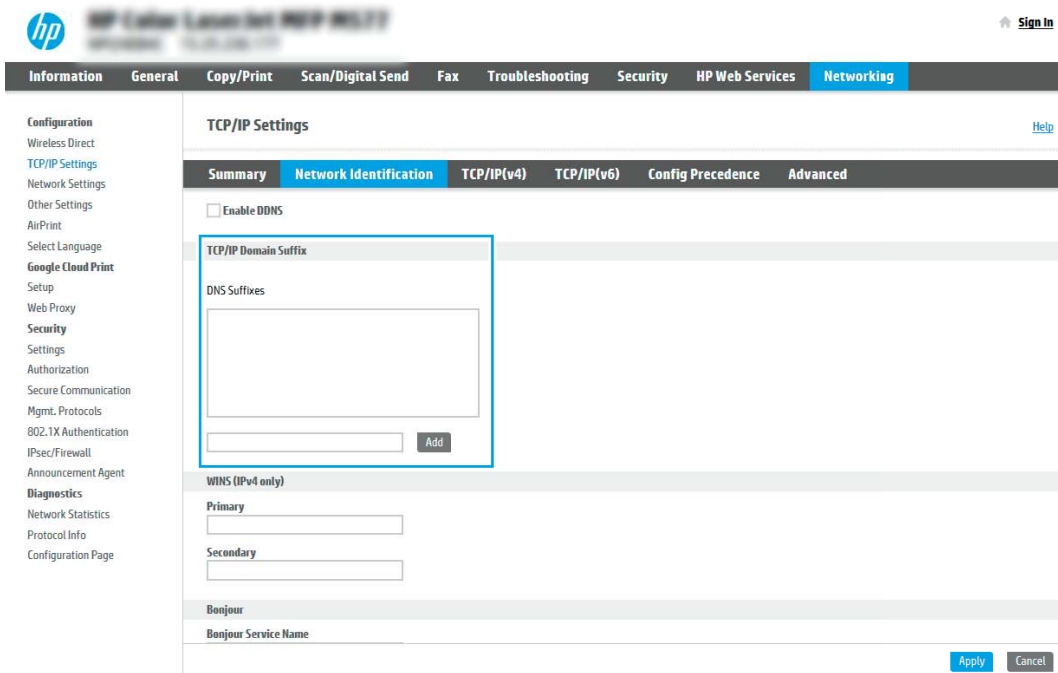 hp
Sign In
Information General Copy/Print Scan/Digital Send Fax Troubleshooting Security HP Web Services Networking
Configuration
Wireless Direct
TCP/IP Settings
Network Settings
Other Settings
AirPrint
Select Language
Google Cloud Print
Setup
Web Proxy
Security
Settings
Authorization
Secure Communication
Mgmt. Protocols
802.1X Authentication
IPsec/Firewall
Announcement Agent
Diagnostics
Network Statistics
Protocol Info
Configuration Page
TCP/IP Settings
Help
Summary Network Identification TCP/IP(v4) TCP/IP(v6) Config Precedence Advanced
Enable DDNS
TCP/IP Domain Suffix
DNS Suffixes
Add
WINS (IPv4 only)
Primary
Secondary
Bonjour
Bonjour Service Name
Apply Cancel